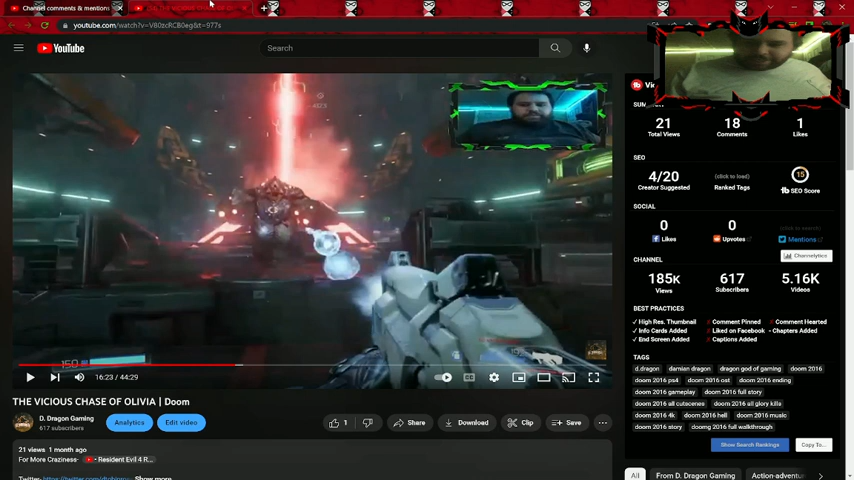 Channel comments & mentions
youtube.com/watch?v=V80zcRCB0eg&t=977s
YouTube
Search
150
16:23 / 44:29
THE VICIOUS CHASE OF OLIVIA | Doom
D. Dragon Gaming
617 subscribers
Analytics
Edit video
1
Share
Download
Clip
Save
21 views 1 month ago
For More Craziness-
Resident Evil 4 R...
Show more
21
Total Views
18
Comments
1
Likes
SEO
4/20
Creator Suggested
(click to load)
Ranked Tags
15
SEO Score
SOCIAL
0
Likes
0
Upvotes
(click to search)
Mentions
Channelytics
CHANNEL
185K
Views
617
Subscribers
5.16K
Videos
BEST PRACTICES
High Res. Thumbnail
Comment Pinned
Comment Hearted
Info Cards Added
Liked on Facebook
Chapters Added
End Screen Added
Captions Added
TAGS
d.dragon
damian dragon
dragon god of gaming
doom 2016
doom 2016 ps4
doom 2016 ost
doom 2016 ending
doom 2016 gameplay
doom 2016 full story
doom 2016 all cutscenes
doom 2016 all glory kills
doom 2016 4k
doom 2016 hell
doom 2016 music
doom 2016 story
doomg 2016 full walkthrough
Show Search Rankings
Copy To...
All
From D. Dragon Gaming